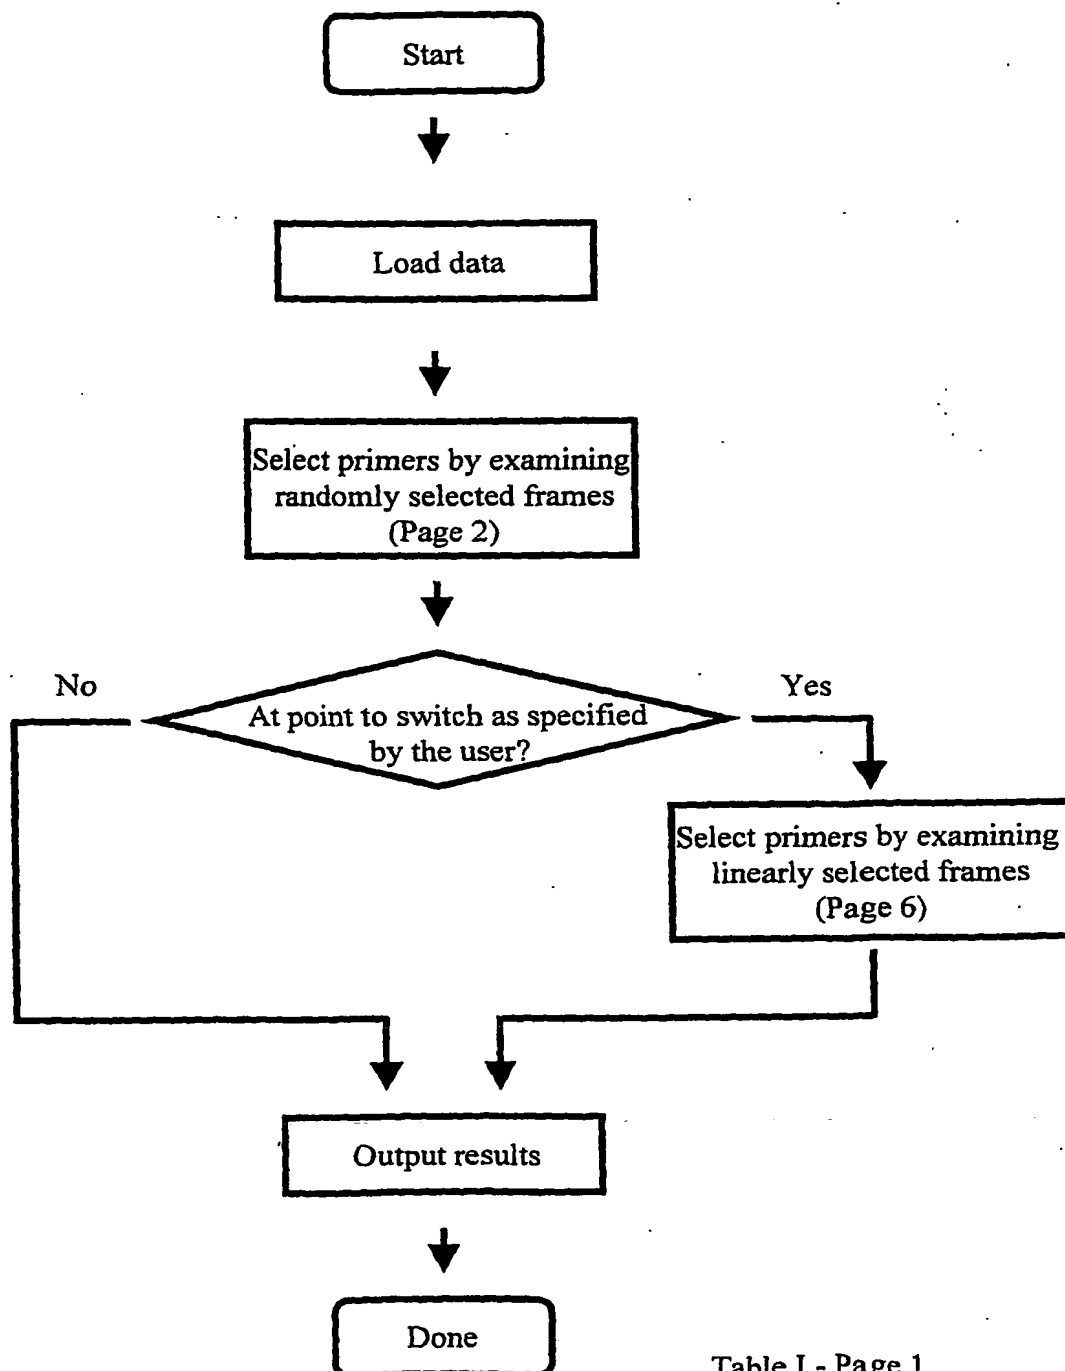 Start
Load data
Select primers by examining
randomly selected frames
(Page 2)
No
Yes
At point to switch as specified
by the user?
Select primers by examining
linearly selected frames
(Page 6)
Output results
Done
Table I - Page 1